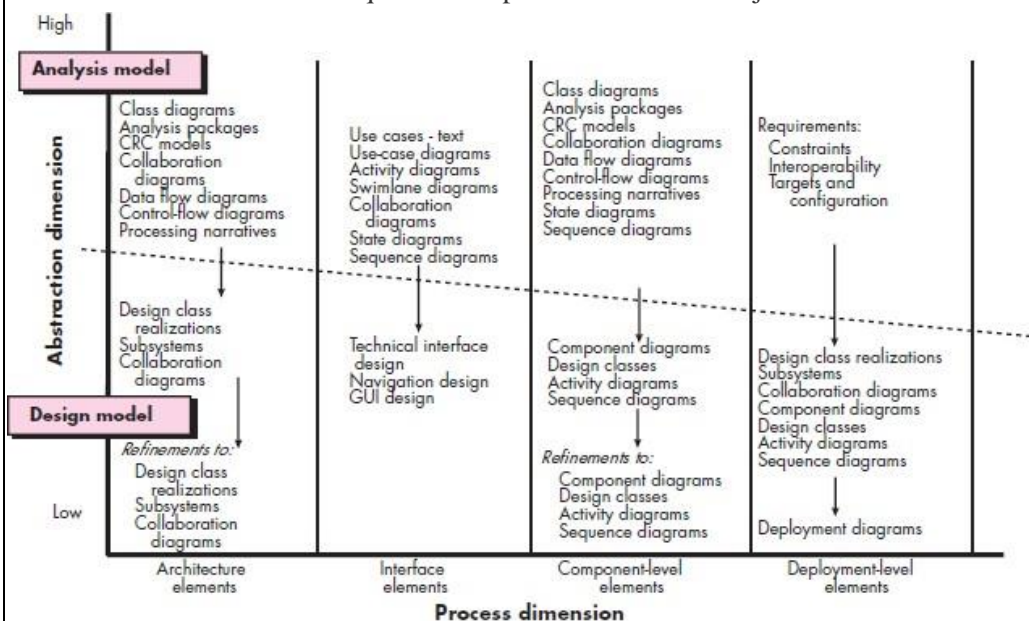 High
Analysis model
Abstraction dimension
Class diagrams
Analysis packages
CRC models
Collaboration
diagrams
Data flow diagrams
Control-flow diagrams
Processing narratives
Design class
realizations
Subsystems
Collaboration
diagrams
Design model
Refinements to:
Design class
realizations
Subsystems
Collaboration
diagrams
Low
Use cases - text
Use-case diagrams
Activity diagrams
Swimlane diagrams
Collaboration
diagrams
State diagrams
Sequence diagrams
Technical interface
design
Navigation design
GUI design
Class diagrams
Analysis packages
CRC models
Collaboration diagrams
Data flow diagrams
Control-flow diagrams
Processing narratives
State diagrams
Sequence diagrams
Component diagrams
Design classes
Activity diagrams
Sequence diagrams
Refinements to:
Component diagrams
Design classes
Activity diagrams
Sequence diagrams
Requirements:
Constraints
Interoperability
Targets and
configuration
Design class realizations
Subsystems
Collaboration diagrams
Component diagrams
Design classes
Activity diagrams
Sequence diagrams
Deployment diagrams
Architecture
elements
Interface
elements
Component-level
elements
Deployment-level
elements
Process dimension